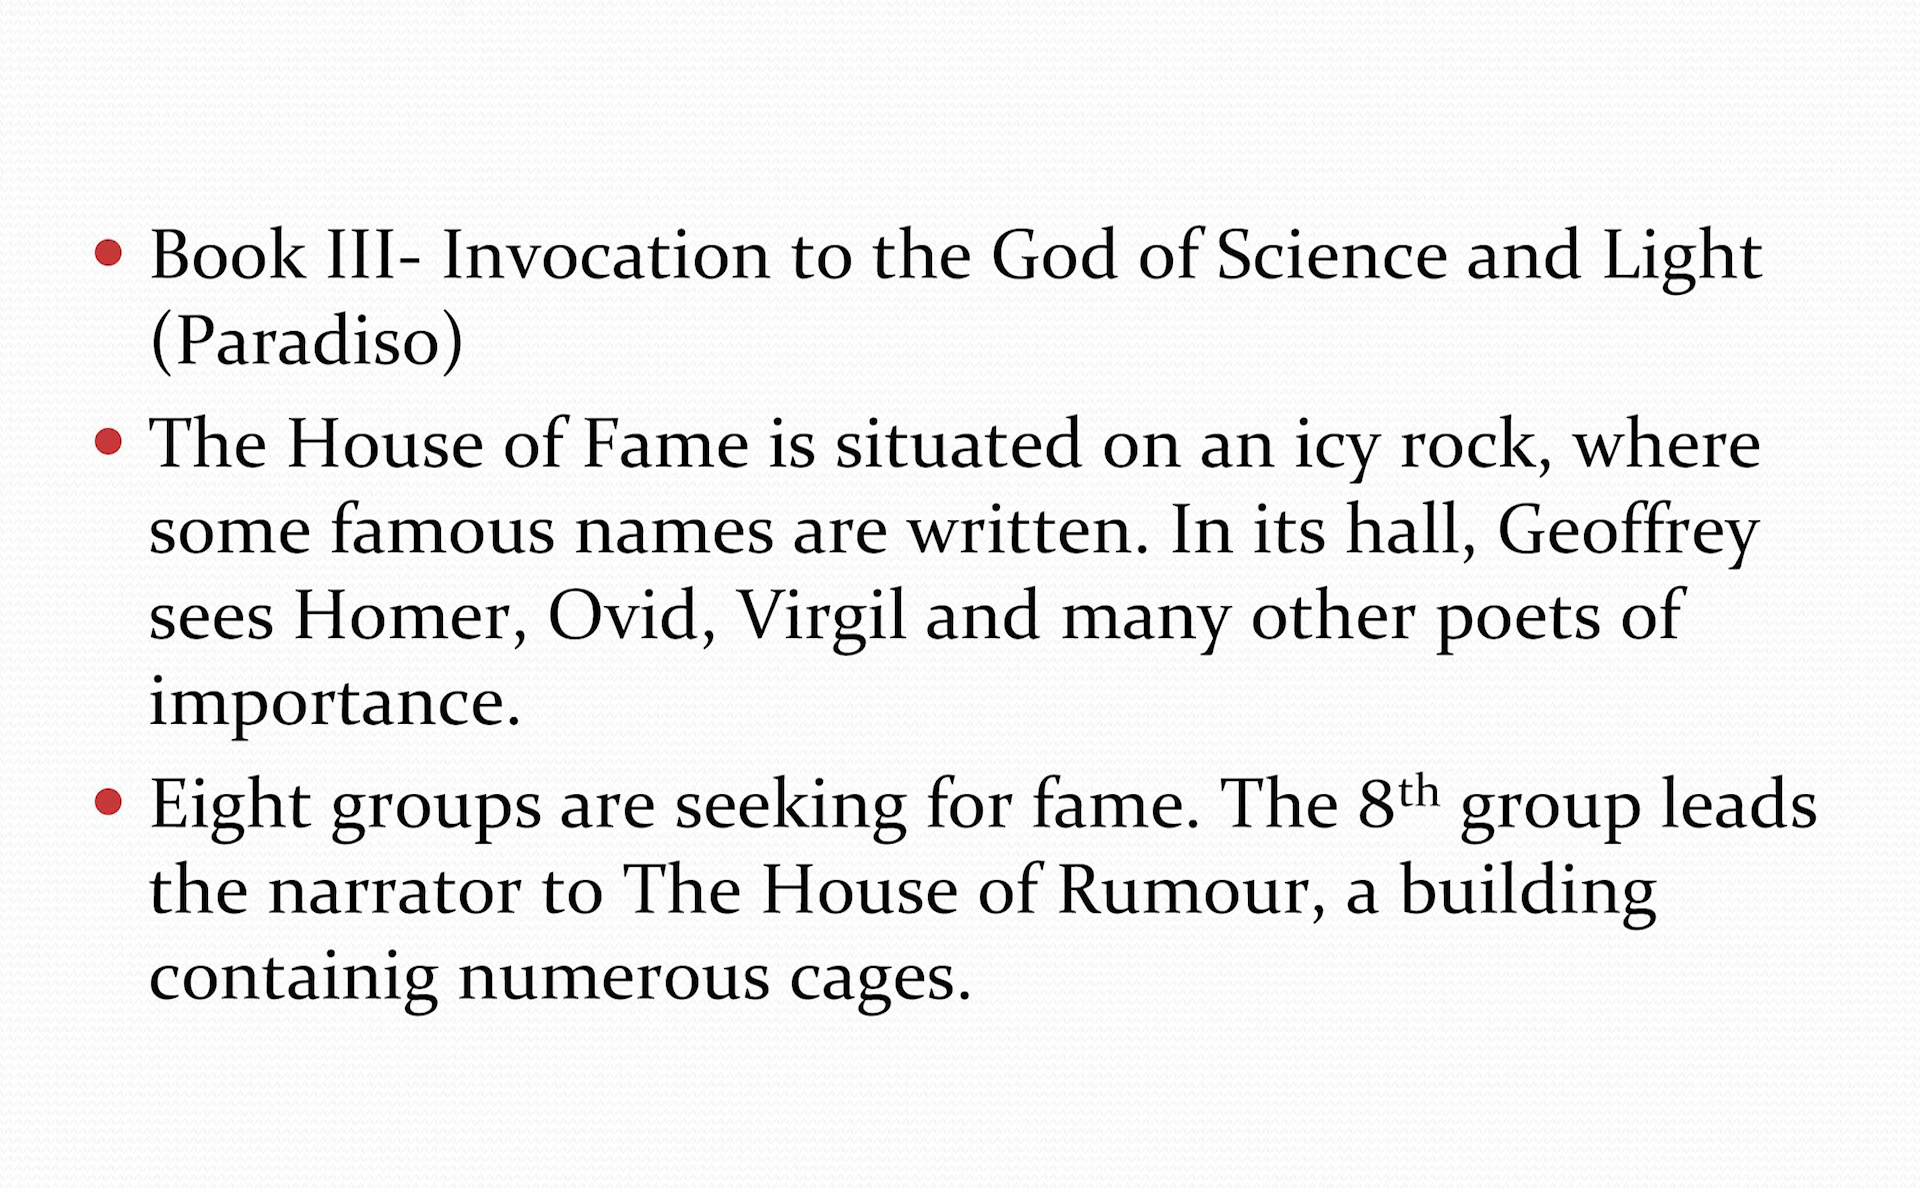 • Book III- Invocation to the God of Science and Light
(Paradiso)
• The House of Fame is situated on an icy rock, where
some famous names are written. In its hall, Geoffrey
sees Homer, Ovid, Virgil and many other poets of
importance.
• Eight groups are seeking for fame. The 8th group leads
the narrator to The House of Rumour, a building
containig numerous cages.